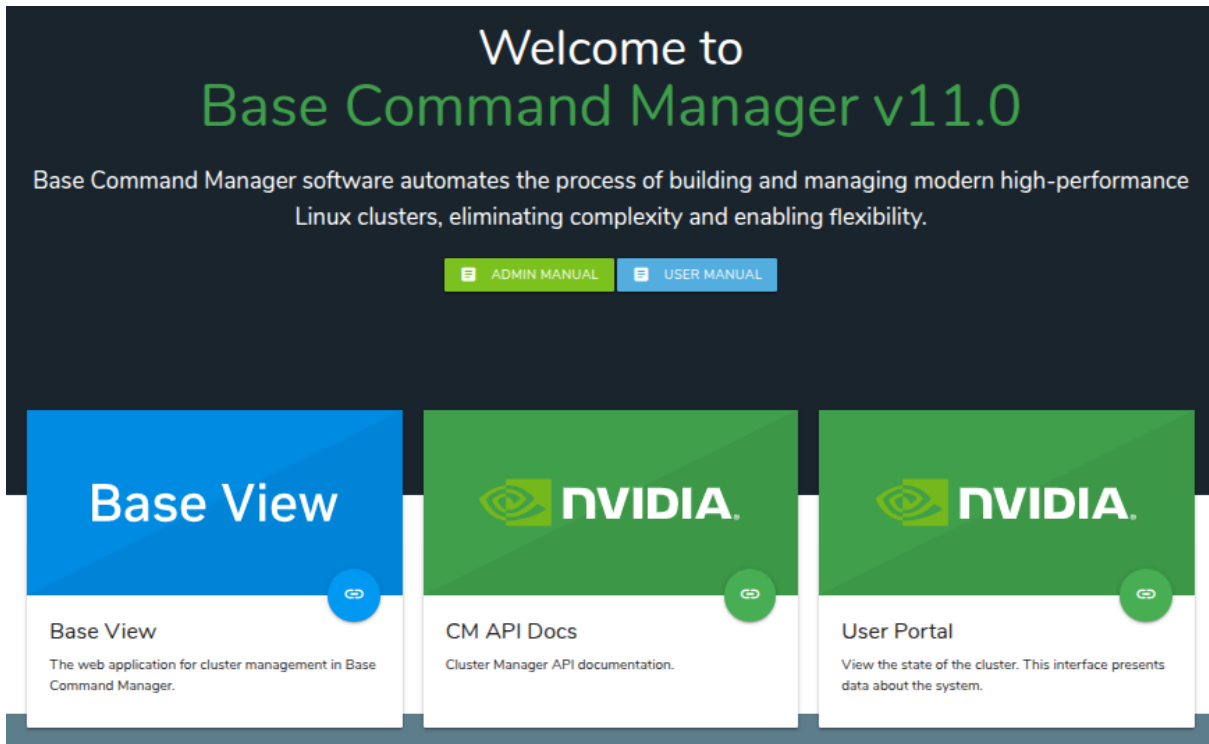 Welcome to
Base Command Manager v11.0
Base Command Manager software automates the process of building and managing modern high-performance
Linux clusters, eliminating complexity and enabling flexibility.
ADMIN MANUAL
USER MANUAL
Base View
NVIDIA.
NVIDIA.
Base View
The web application for cluster management in Base
Command Manager.
CM API Docs
Cluster Manager API documentation.
User Portal
View the state of the cluster. This interface presents
data about the system.